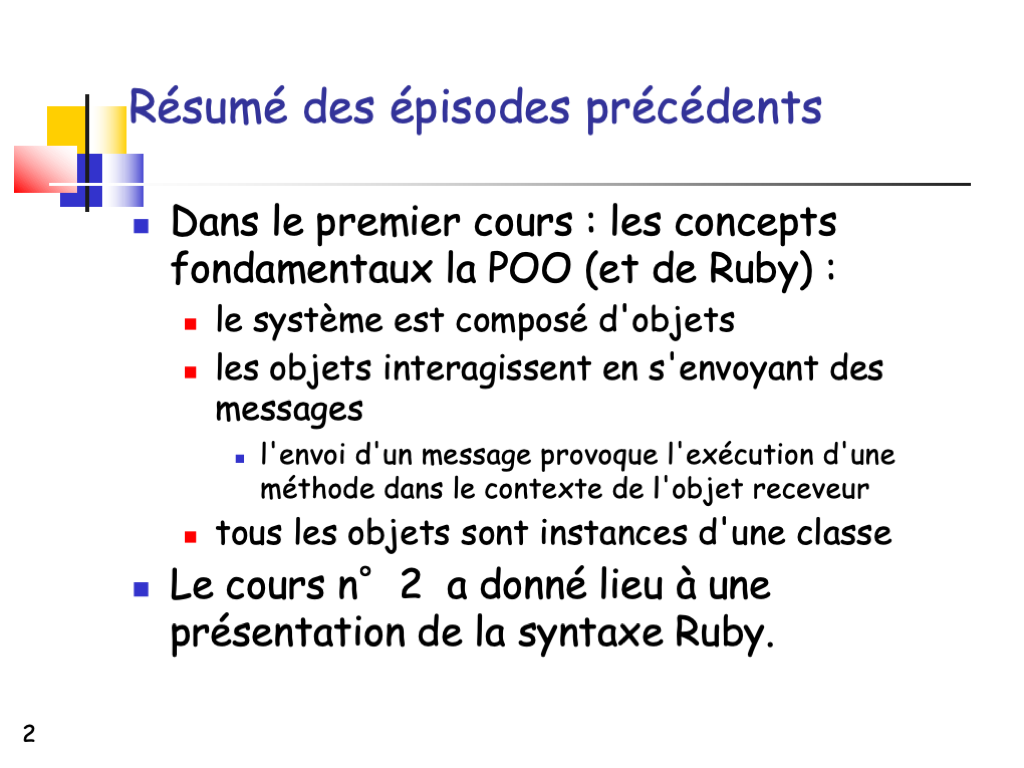 Résumé des épisodes précédents
Dans le premier cours : les concepts
fondamentaux la POO (et de Ruby) :
le système est composé d'objets
les objets interagissent en s'envoyant des
messages
l'envoi d'un message provoque l'exécution d'une
méthode dans le contexte de l'objet receveur
tous les objets sont instances d'une classe
Le cours n° 2 a donné lieu à une
présentation de la syntaxe Ruby.
2